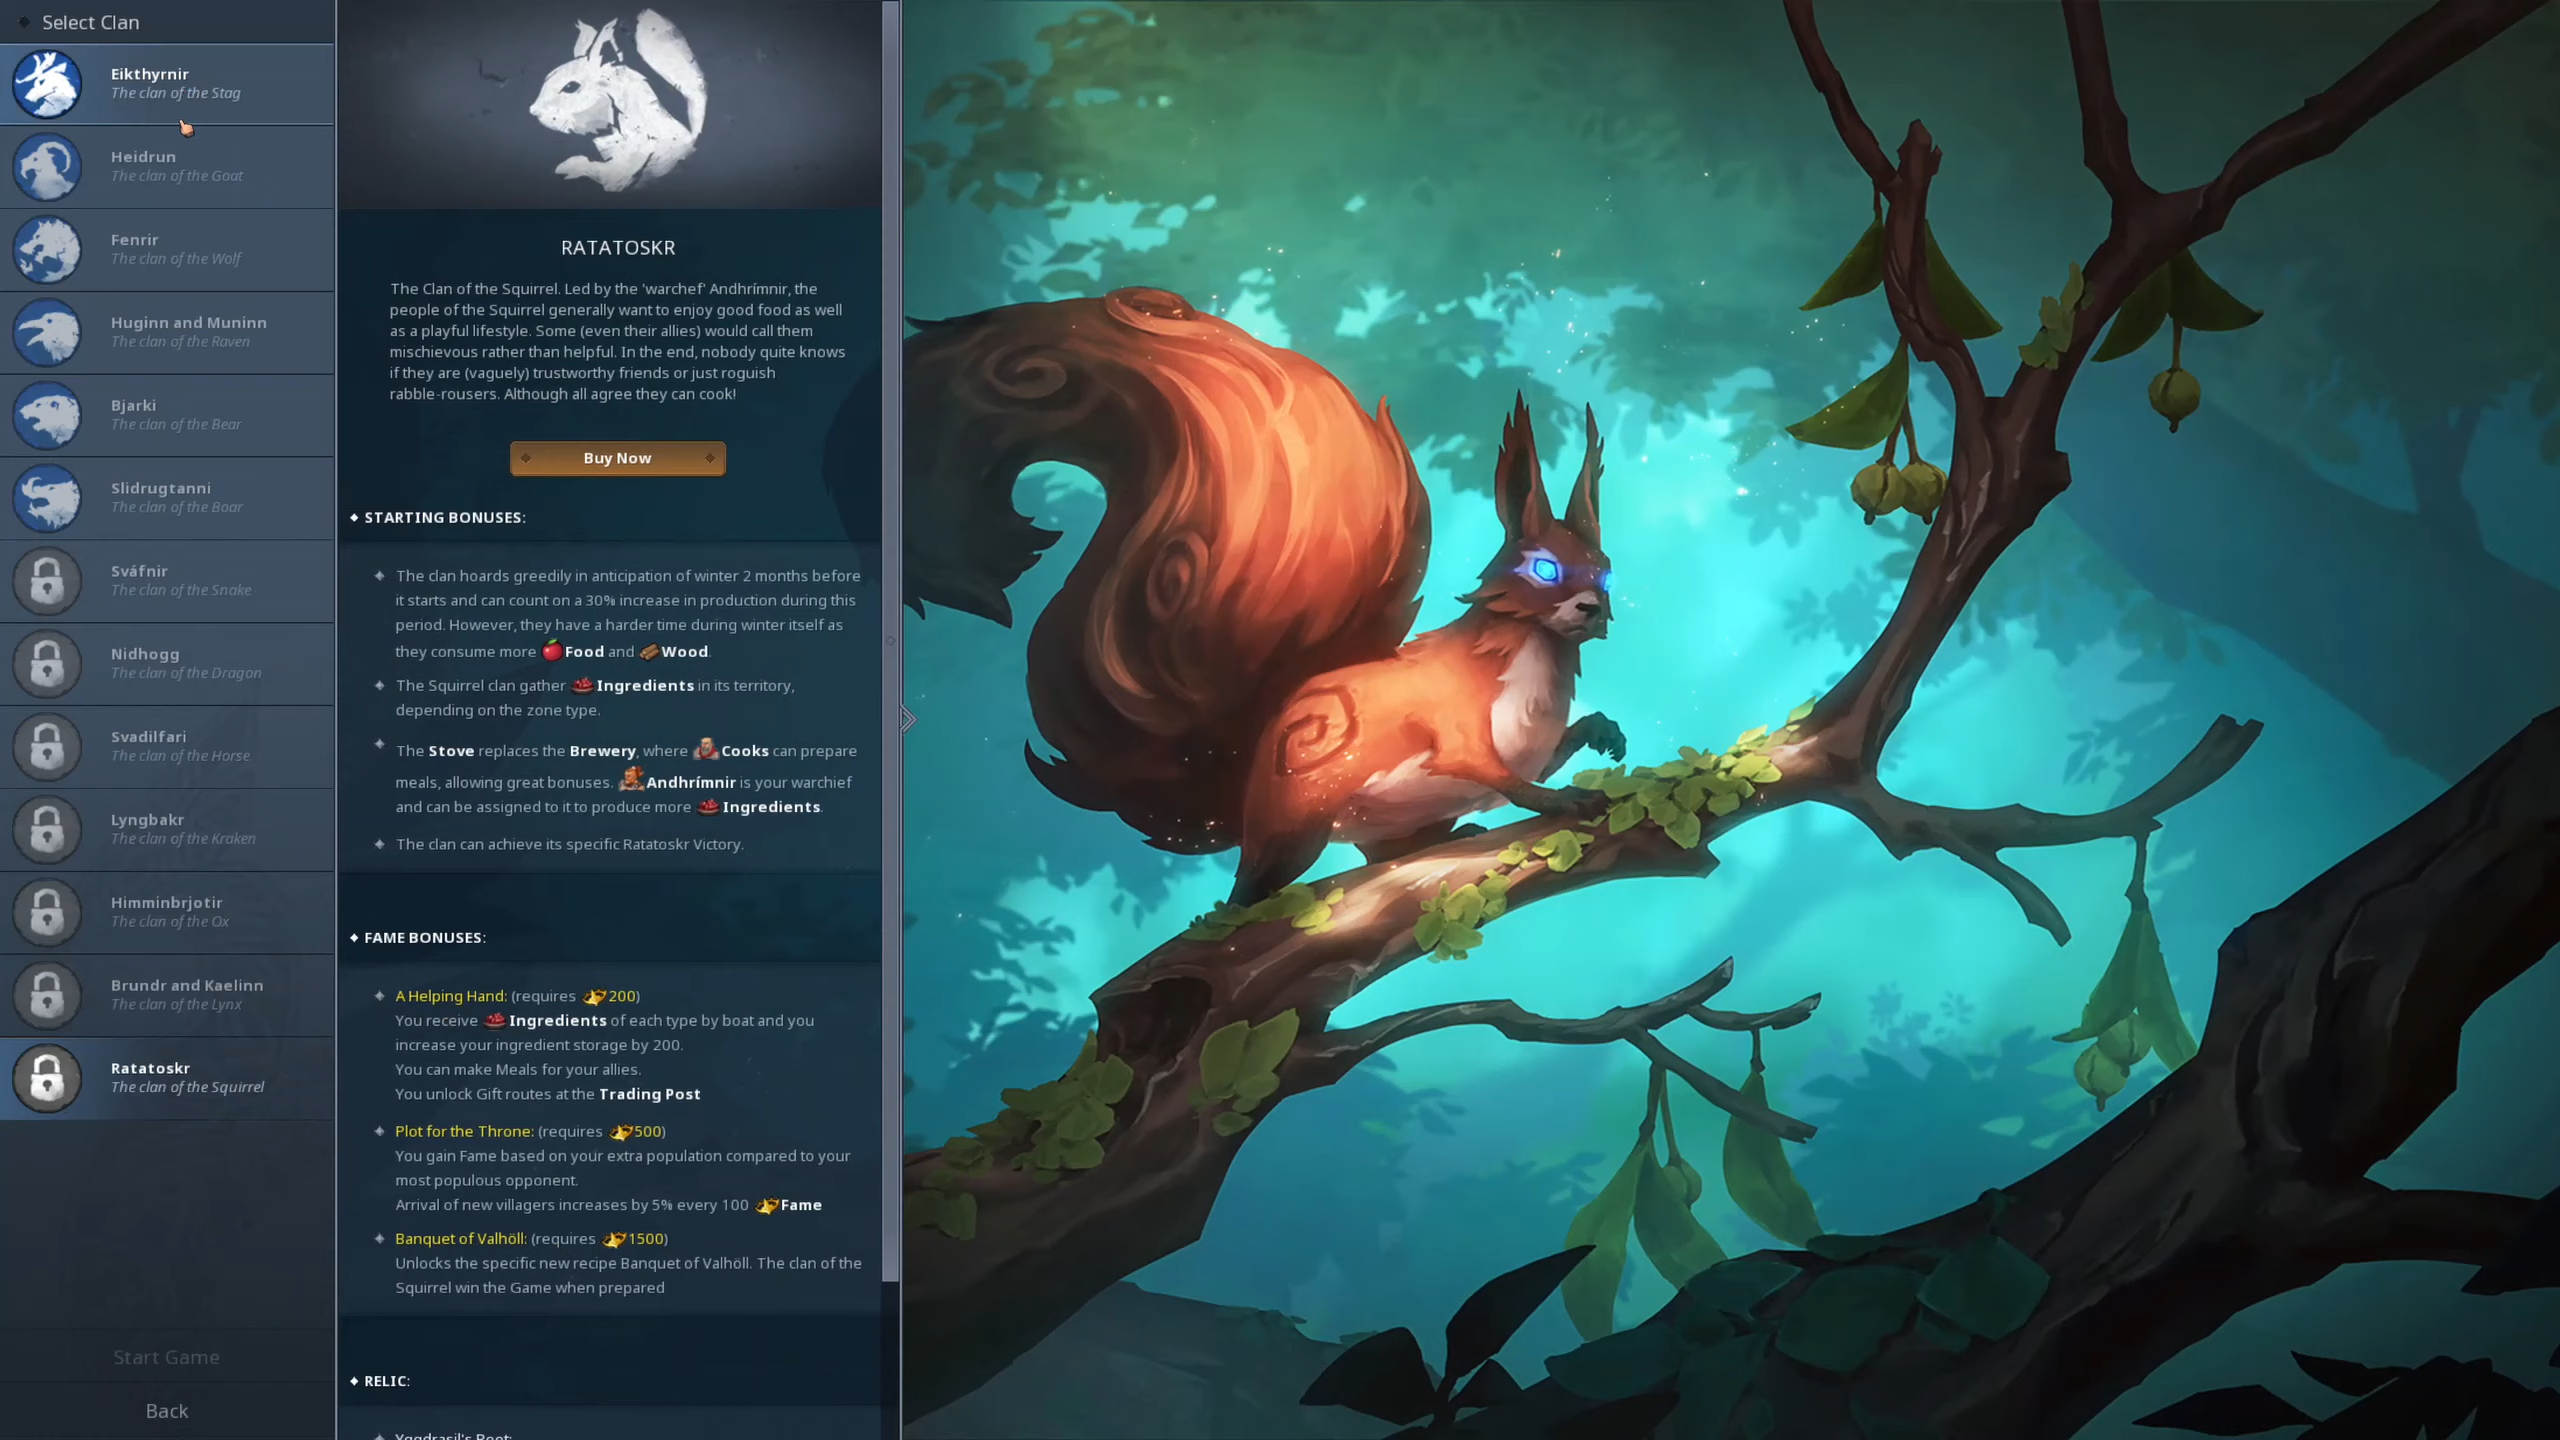 Select Clan
Eikthyrnir
The clan of the Stag
Heidrun
The clan of the Goat
Fenrir
The clan of the Wolf
Huginn and Muninn
The clan of the Raven
Bjarki
The clan of the Bear
Slidrugtanni
The clan of the Boar
Sváfnir
The clan of the Snake
Nidhogg
The clan of the Dragon
Svadilfari
The clan of the Horse
Lyngbakr
The clan of the Kraken
Himminbrjotir
The clan of the Ox
Brundr and Kaelinn
The clan of the Lynx
Ratatoskr
The clan of the Squirrel
Start Game
Back
RATATOSKR
The Clan of the Squirrel. Led by the 'warchef' Andhrímnir, the
people of the Squirrel generally want to enjoy good food as well
as a playful lifestyle. Some (even their allies) would call them
mischievous rather than helpful. In the end, nobody quite knows
if they are (vaguely) trustworthy friends or just roguish
rabble-rousers. Although all agree they can cook!
Buy Now
STARTING BONUSES:
The clan hoards greedily in anticipation of winter 2 months before
it starts and can count on a 30% increase in production during this
period. However, they have a harder time during winter itself as
they consume more Food and Wood.
The Squirrel clan gather Ingredients in its territory,
depending on the zone type.
The Stove replaces the Brewery, where Cooks can prepare
meals, allowing great bonuses. Andhrímnir is your warchief
and can be assigned to it to produce more Ingredients.
The clan can achieve its specific Ratatoskr Victory.
FAME BONUSES:
A Helping Hand: (requires 200)
You receive Ingredients of each type by boat and you
increase your ingredient storage by 200.
You can make Meals for your allies.
You unlock Gift routes at the Trading Post
Plot for the Throne: (requires 500)
You gain Fame based on your extra population compared to your
most populous opponent.
Arrival of new villagers increases by 5% every 100 Fame
Banquet of Valhöll: (requires 1500)
Unlocks the specific new recipe Banquet of Valhöll. The clan of the
Squirrel win the Game when prepared
RELIC:
Yggdrasil's Root: